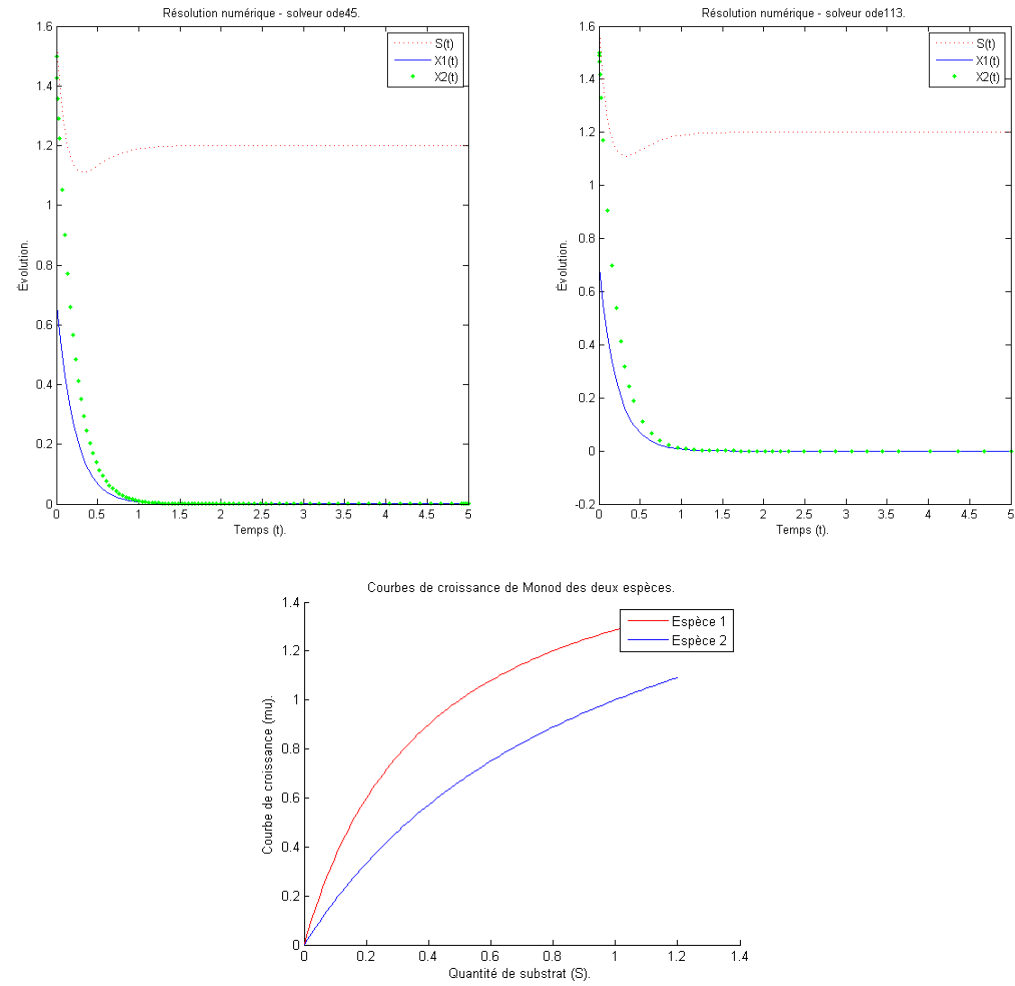 Résolution numérique - solveur ode45.
1.6
1.4
1.2
1
0.8
0.6
0.4
0.2
0
Évolution.
S(t)
X1(t)
X2(t)
0 0.5 1 1.5 2 2.5 3 3.5 4 4.5 5
Temps (t).
Résolution numérique - solveur ode113.
1.6
1.4
1.2
1
0.8
0.6
0.4
0.2
0
-0.2
Évolution.
S(t)
X1(t)
X2(t)
0 0.5 1 1.5 2 2.5 3 3.5 4 4.5 5
Temps (t).
Courbes de croissance de Monod des deux espèces.
1.4
1.2
1
0.8
0.6
0.4
0.2
0
Courbe de croissance (mu).
Espèce 1
Espèce 2
0 0.2 0.4 0.6 0.8 1 1.2 1.4
Quantité de substrat (S).